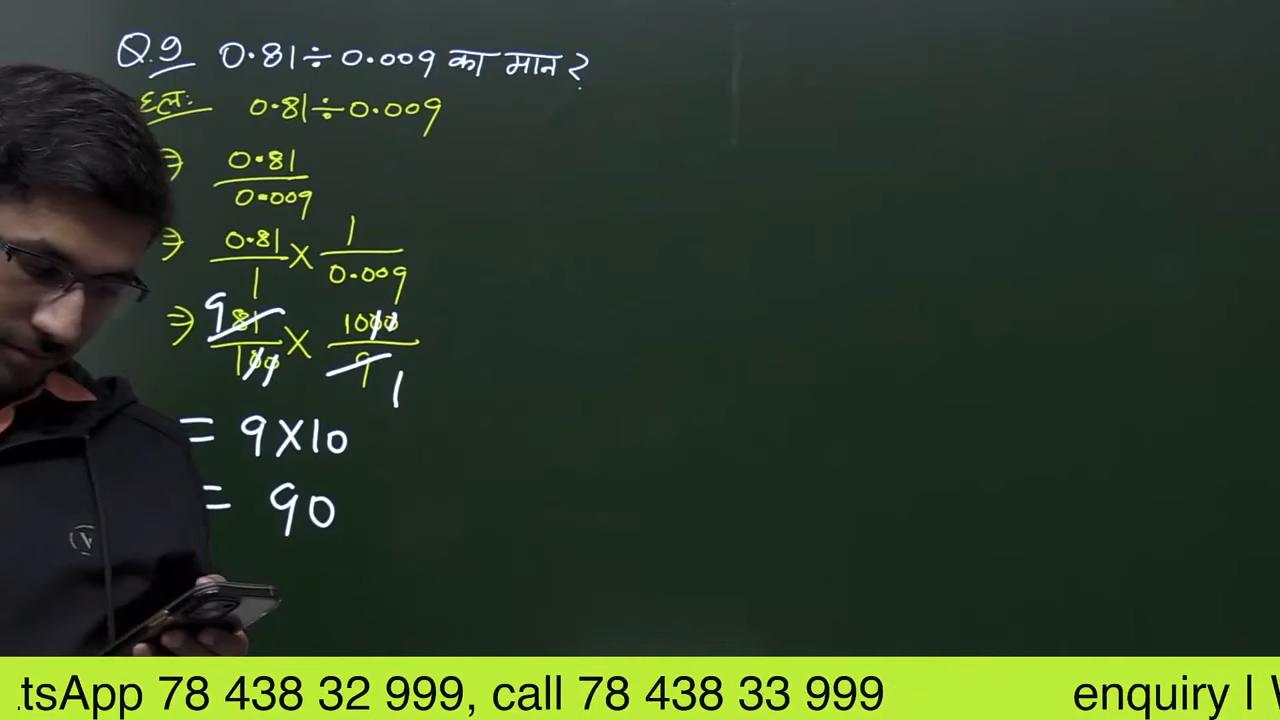 Q.9 0.81÷0.009 का मान ?
हल: 0.81÷0.009
⇒ 0.81/0.009
⇒ 0.81/1 × 1/0.009
⇒ 9 81/100 × 1000/9 1
= 9×10
= 90
tsApp 78 438 32 999, call 78 438 33 999 enquiry I